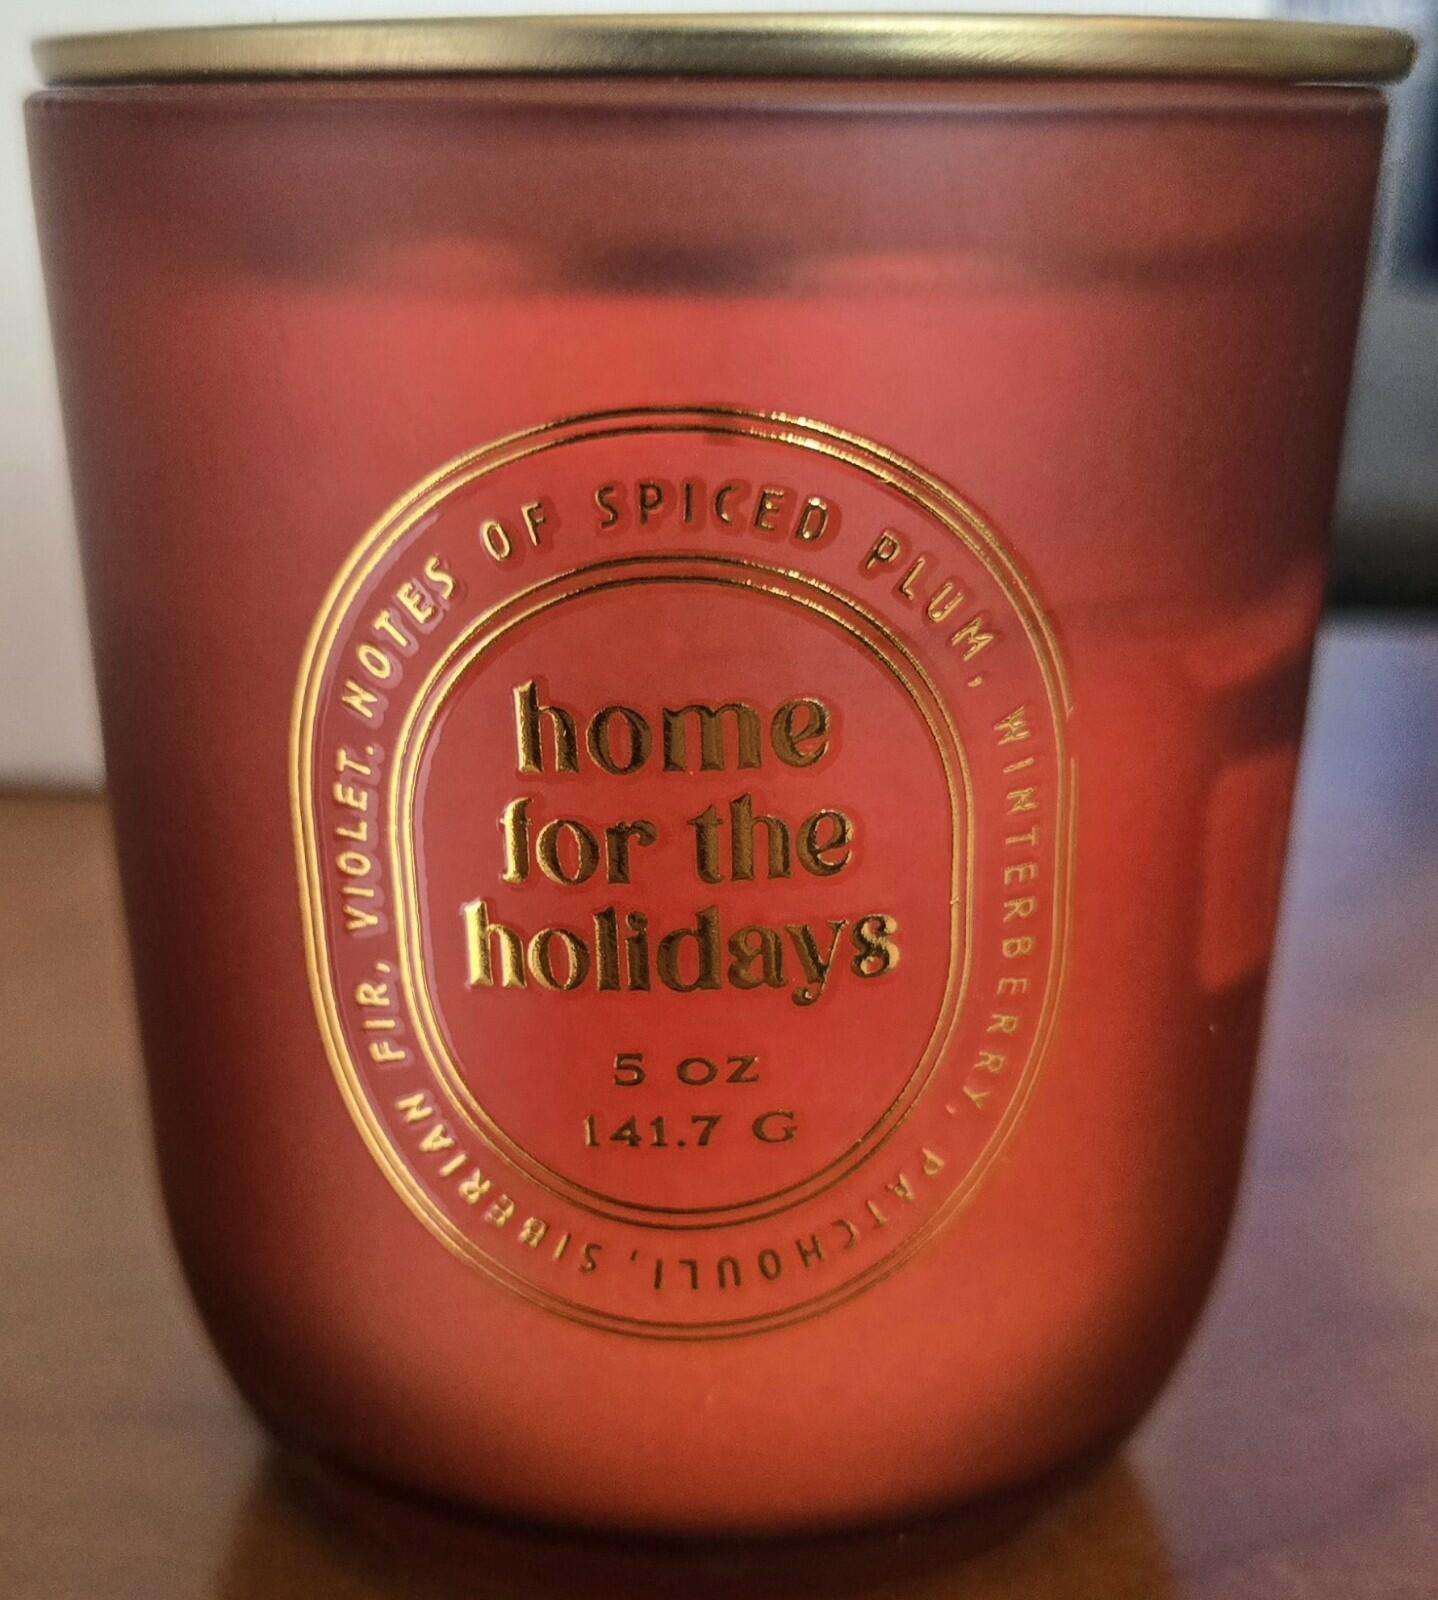 NOTES OF SPICED PLUM, WINTERBERRY, PATCHOULI, SIBERIAN FIR, VIOLET.
home
for the
holidays
5 oz
141.7 G